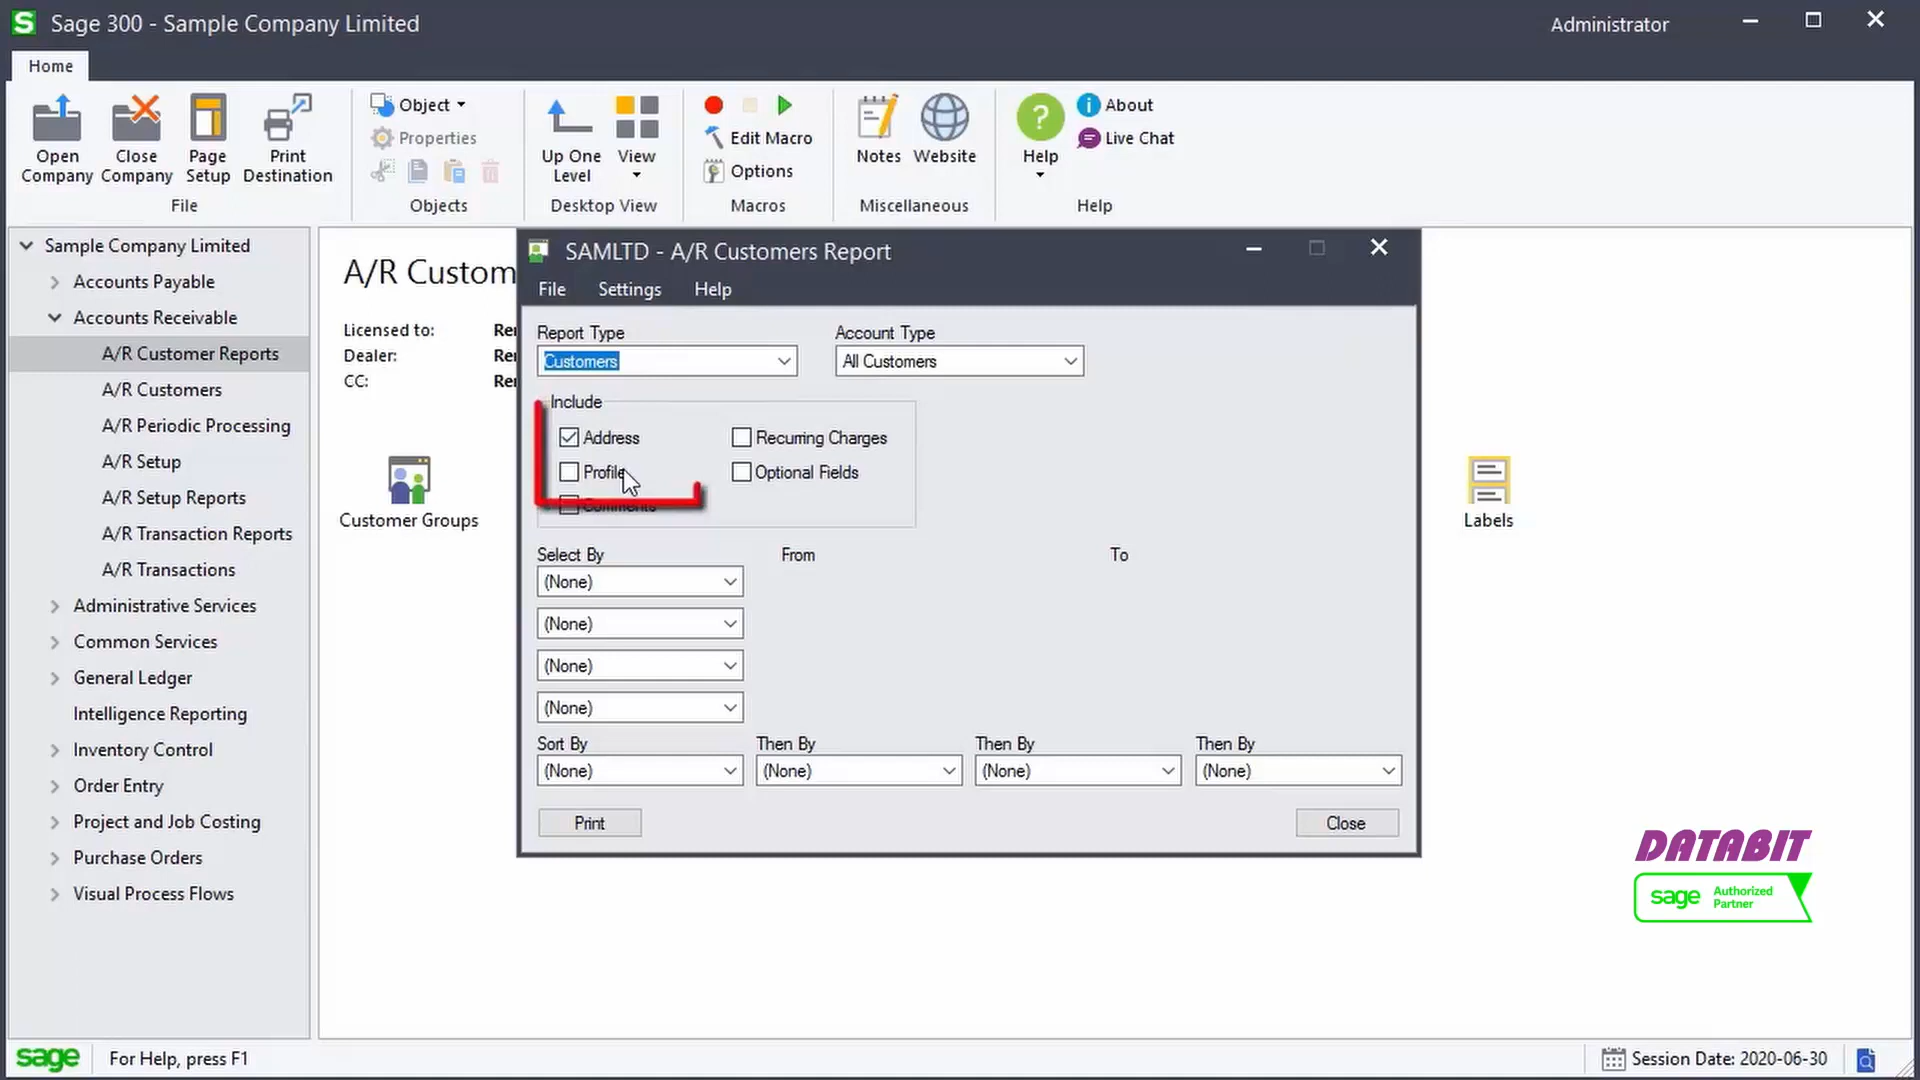 Sage 300 - Sample Company Limited
Administrator
Home
Open Company
Close Company
Page Setup
Print Destination
File
Object
Properties
Objects
Up One Level
View
Desktop View
Edit Macro
Options
Macros
Notes
Website
Miscellaneous
Help
About
Live Chat
Help
Sample Company Limited
Accounts Payable
Accounts Receivable
A/R Customer Reports
A/R Customers
A/R Periodic Processing
A/R Setup
A/R Setup Reports
A/R Transaction Reports
A/R Transactions
Administrative Services
Common Services
General Ledger
Intelligence Reporting
Inventory Control
Order Entry
Project and Job Costing
Purchase Orders
Visual Process Flows
A/R Custom
Licensed to: Rer
Dealer: Rer
CC: Rer
Customer Groups
Labels
SAMLTD - A/R Customers Report
File Settings Help
Report Type
Customers
Account Type
All Customers
Include
Address
Recurring Charges
Profile
Optional Fields
Comments
Select By From To
(None)
(None)
(None)
(None)
Sort By Then By Then By Then By
(None) (None) (None) (None)
Print
Close
DATABIT
sage Authorized Partner
sage
For Help, press F1
Session Date: 2020-06-30